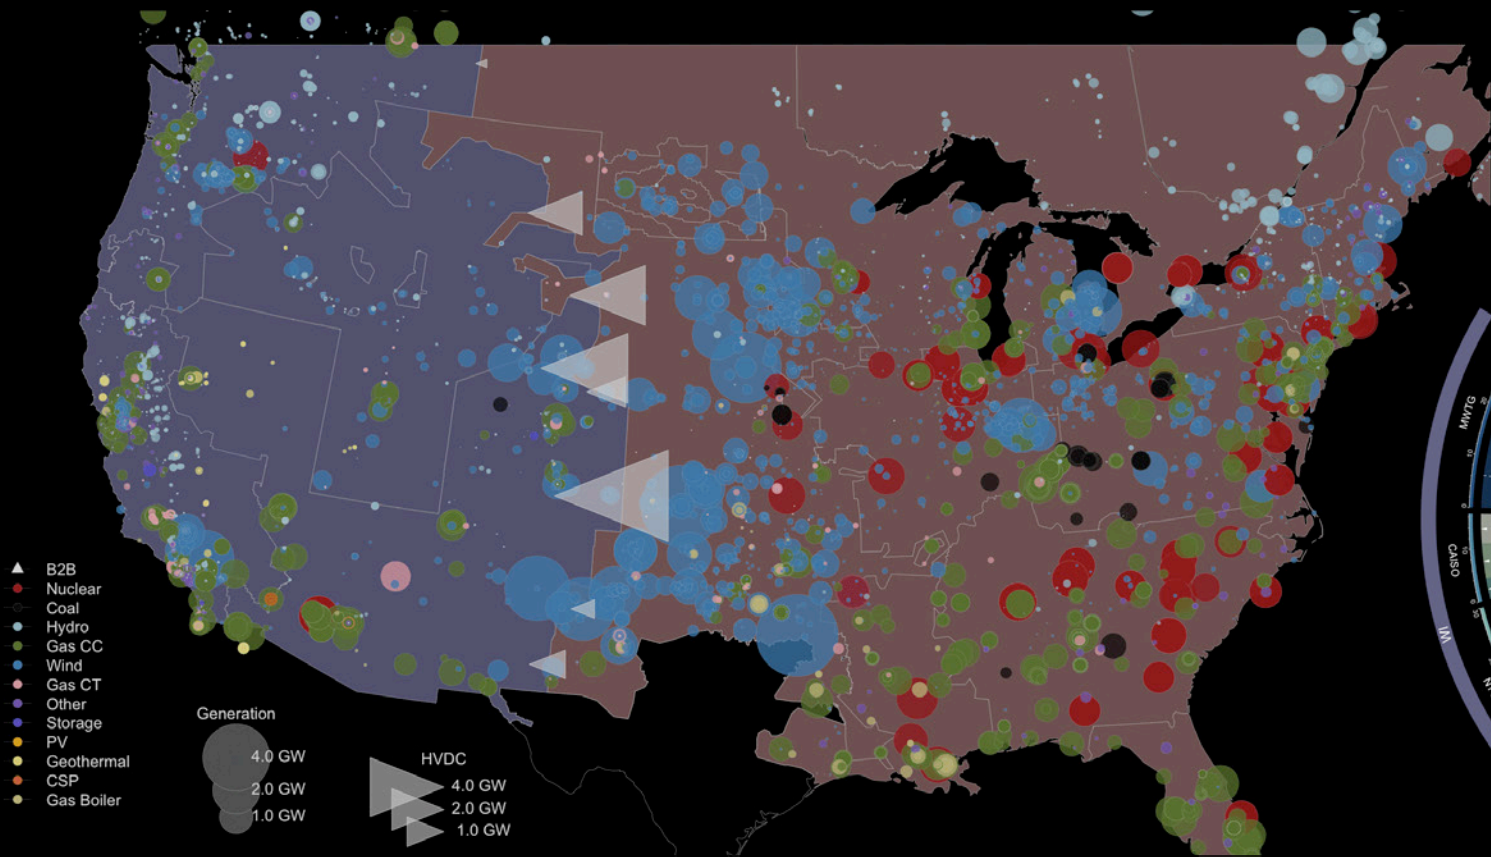 B2B
Nuclear
Coal
Hydro
Gas CC
Wind
Gas CT
Other
Storage
PV
Geothermal
CSP
Gas Boiler
Generation
4.0 GW
2.0 GW
1.0 GW
HVDC
4.0 GW
2.0 GW
1.0 GW
MWTG
CAISO
WI